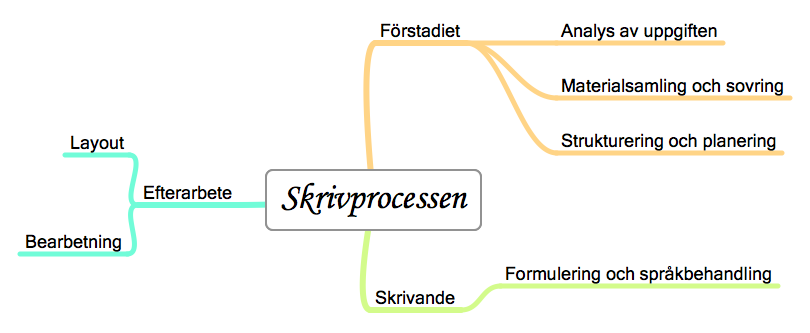 Förstadiet
Analys av uppgiften
Materialsamling och sovring
Strukturering och planering
Layout
Efterarbete
Bearbetning
Skrivprocessen
Formulering och språkbehandling
Skrivande